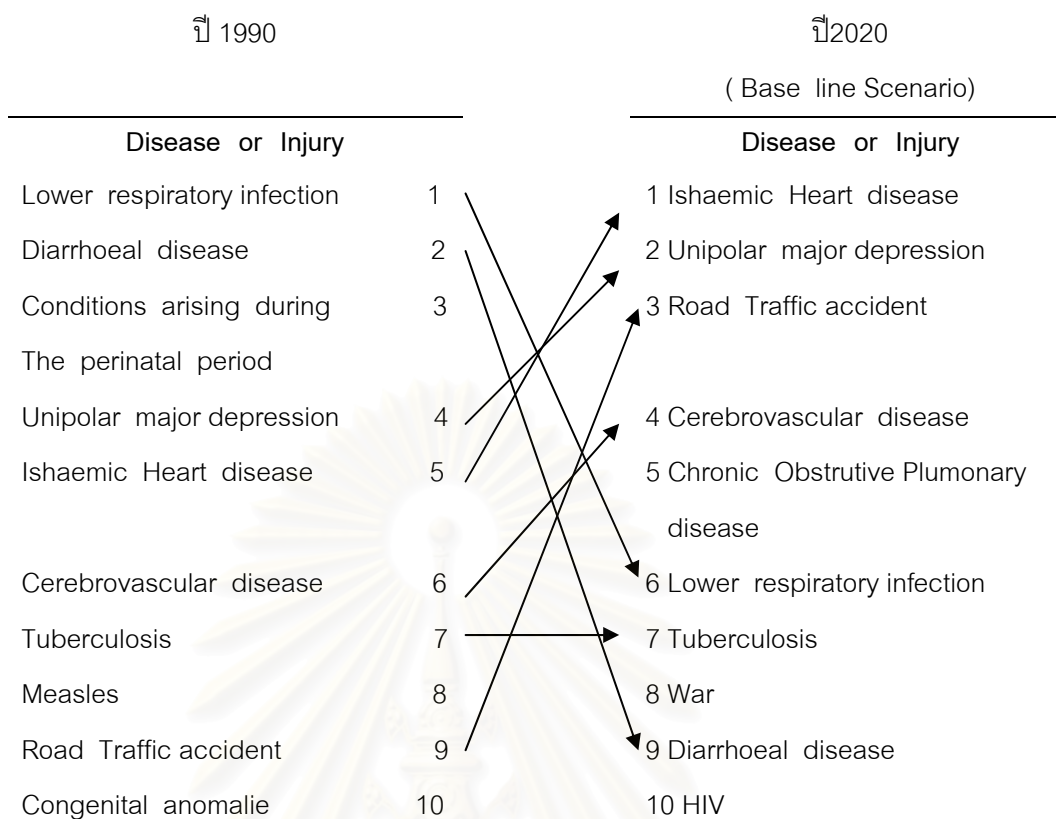 ปี 1990
ปี2020
( Base line Scenario)
Disease or Injury
Disease or Injury
Lower respiratory infection 1
1 Ishaemic Heart disease
Diarrhoeal disease 2
2 Unipolar major depression
Conditions arising during 3
3 Road Traffic accident
The perinatal period
Unipolar major depression 4
4 Cerebrovascular disease
Ishaemic Heart disease 5
5 Chronic Obstrutive Plumonary
disease
Cerebrovascular disease 6
6 Lower respiratory infection
Tuberculosis 7
7 Tuberculosis
Measles 8
8 War
Road Traffic accident 9
9 Diarrhoeal disease
Congenital anomalie 10
10 HIV